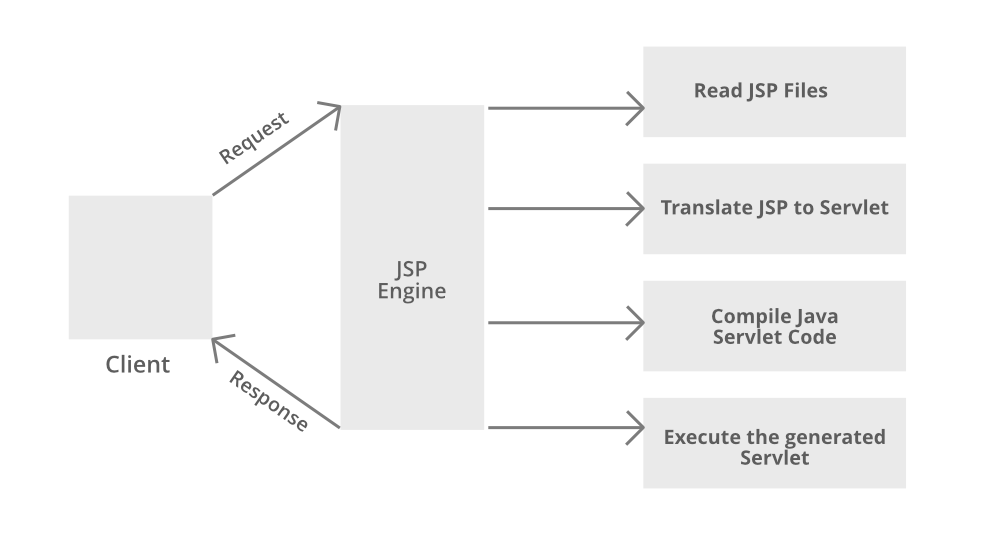 Request
Client
Response
JSP
Engine
Read JSP Files
Translate JSP to Servlet
Compile Java
Servlet Code
Execute the generated
Servlet